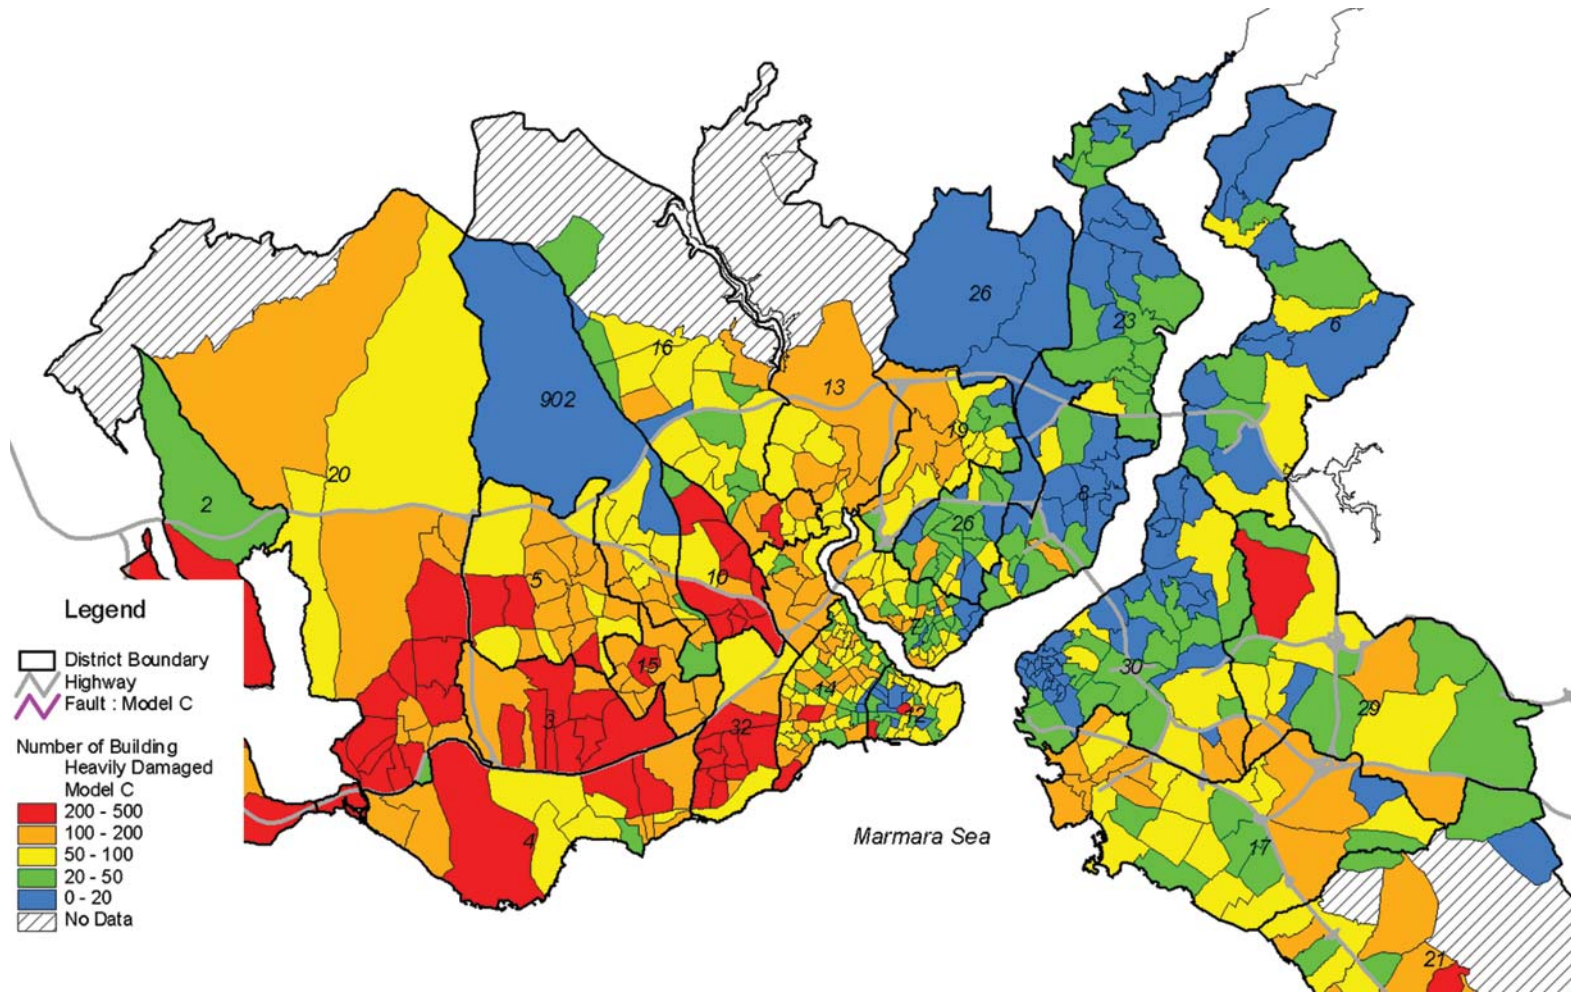 26
23
6
16
902
13
19
20
2
8
26
5
10
7
15
30
14
12
3
32
29
4
17
21
Marmara Sea
Legend
District Boundary
Highway
Fault : Model C
Number of Building
Heavily Damaged
Model C
200 - 500
100 - 200
50 - 100
20 - 50
0 - 20
No Data